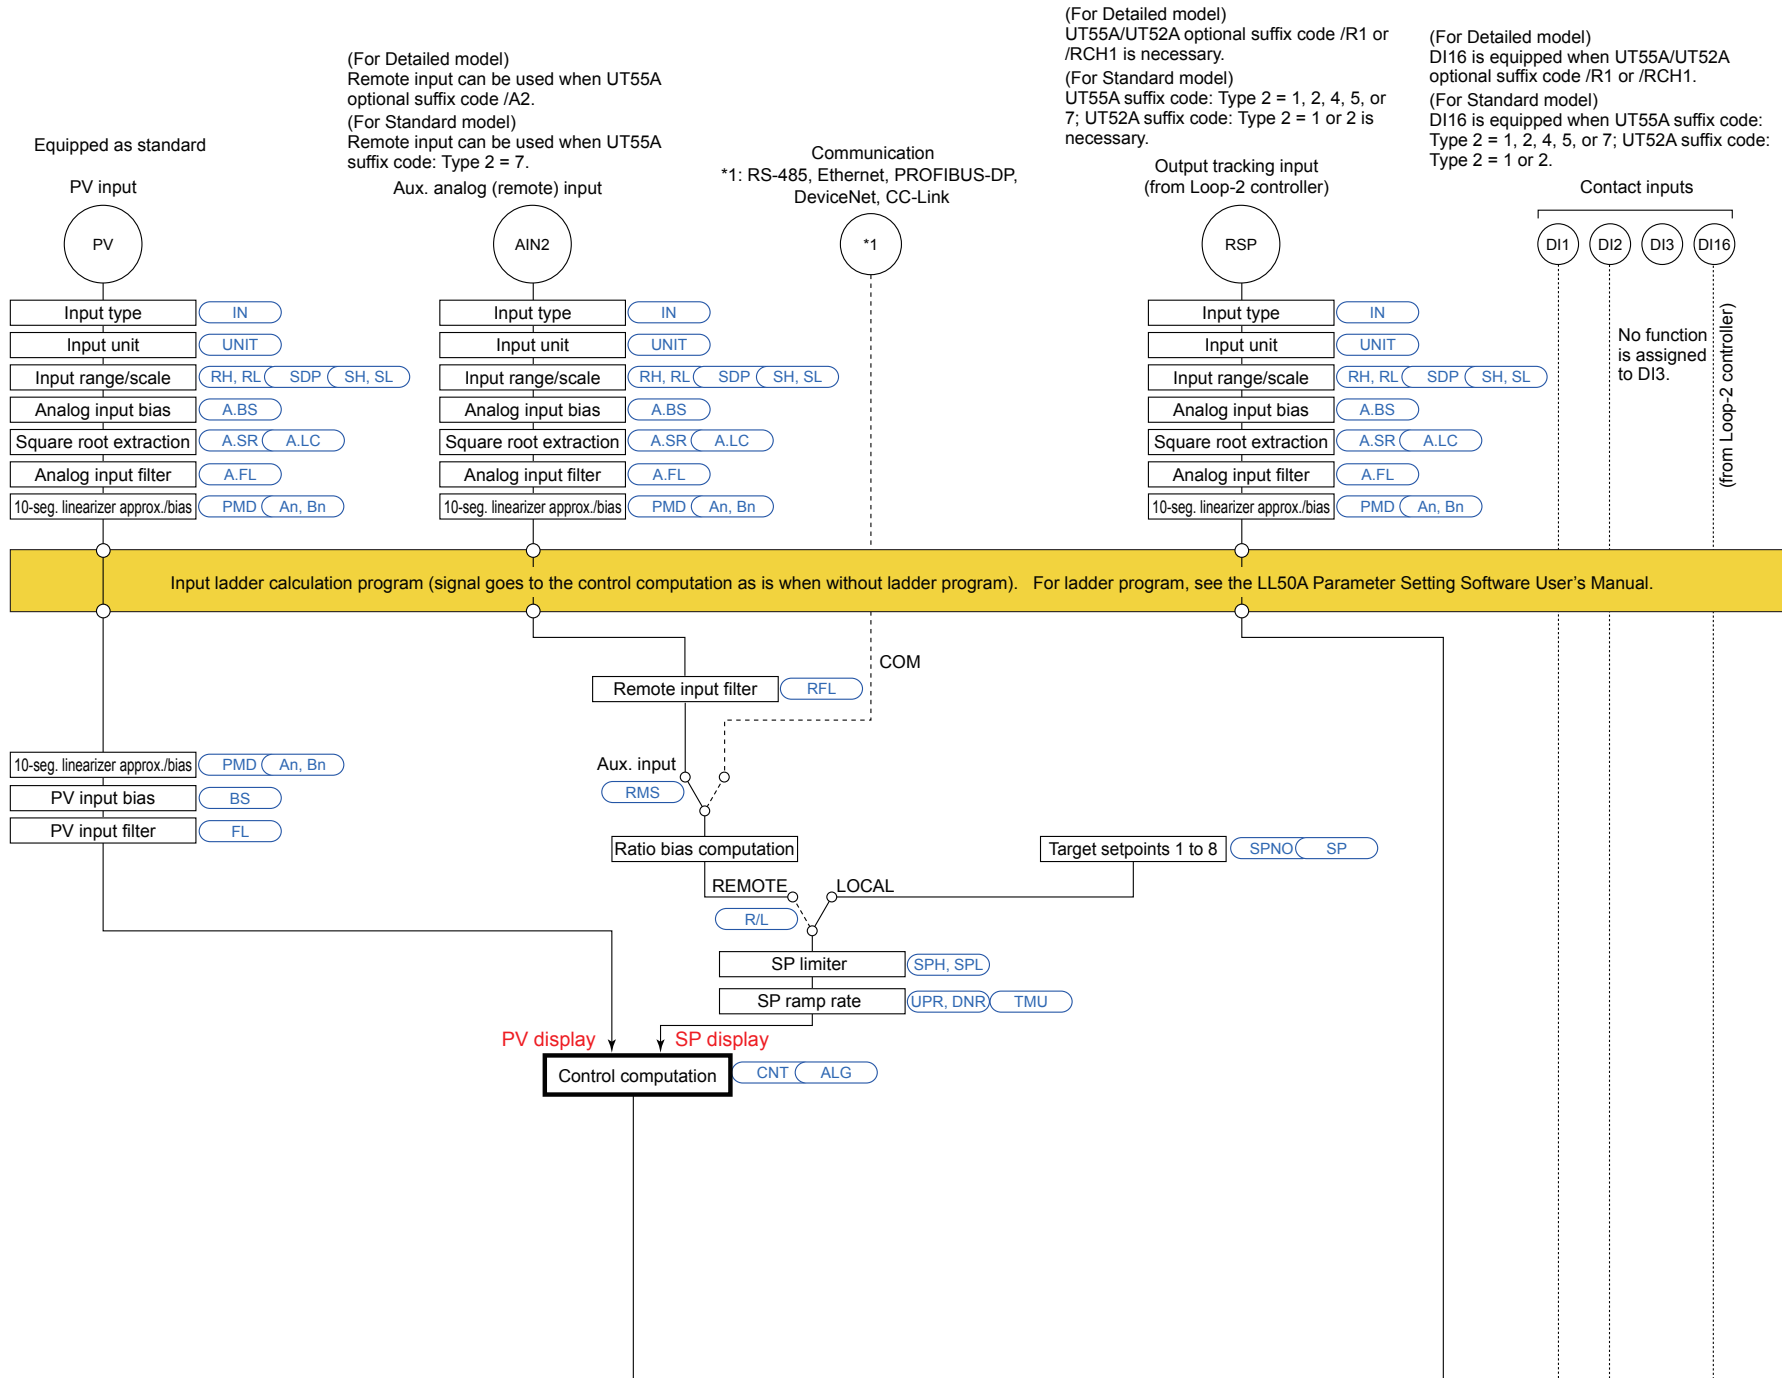 (For Detailed model)
Remote input can be used when UT55A
optional suffix code /A2.
(For Standard model)
Remote input can be used when UT55A
suffix code: Type 2 = 7.
(For Detailed model)
UT55A/UT52A optional suffix code /R1 or
/RCH1 is necessary.
(For Standard model)
UT55A suffix code: Type 2 = 1, 2, 4, 5, or
7; UT52A suffix code: Type 2 = 1 or 2 is
necessary.
(For Detailed model)
DI16 is equipped when UT55A/UT52A
optional suffix code /R1 or /RCH1.
(For Standard model)
DI16 is equipped when UT55A suffix code:
Type 2 = 1, 2, 4, 5, or 7; UT52A suffix code:
Type 2 = 1 or 2.
Equipped as standard
PV input
Aux. analog (remote) input
Communication
*1: RS-485, Ethernet, PROFIBUS-DP,
DeviceNet, CC-Link
Output tracking input
(from Loop-2 controller)
Contact inputs
PV
AIN2
*1
RSP
DI1
DI2
DI3
DI16
Input type IN
Input unit UNIT
Input range/scale RH, RL SDP SH, SL
Analog input bias A.BS
Square root extraction A.SR A.LC
Analog input filter A.FL
10-seg. linearizer approx./bias PMD An, Bn
Input type IN
Input unit UNIT
Input range/scale RH, RL SDP SH, SL
Analog input bias A.BS
Square root extraction A.SR A.LC
Analog input filter A.FL
10-seg. linearizer approx./bias PMD An, Bn
Input type IN
Input unit UNIT
Input range/scale RH, RL SDP SH, SL
Analog input bias A.BS
Square root extraction A.SR A.LC
Analog input filter A.FL
10-seg. linearizer approx./bias PMD An, Bn
No function
is assigned
to DI3.
(from Loop-2 controller)
Input ladder calculation program (signal goes to the control computation as is when without ladder program). For ladder program, see the LL50A Parameter Setting Software User's Manual.
COM
Remote input filter RFL
10-seg. linearizer approx./bias PMD An, Bn
PV input bias BS
PV input filter FL
Aux. input
RMS
Ratio bias computation
Target setpoints 1 to 8 SPNO SP
REMOTE
LOCAL
R/L
SP limiter SPH, SPL
SP ramp rate UPR, DNR TMU
PV display
SP display
Control computation CNT ALG